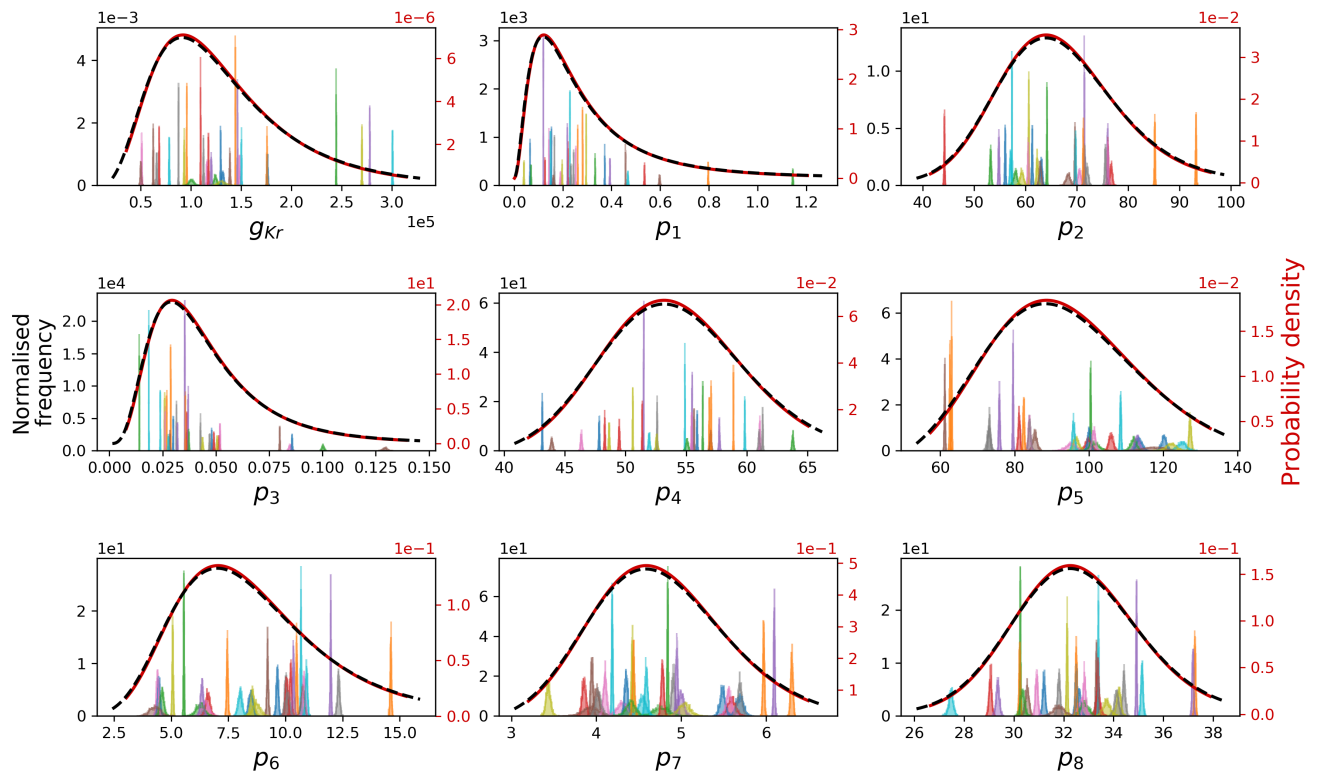 1e−3 1e−6 1e3 1e1 1e−2
4 2 0 6 4 2
3 2 1 0 3 2 1 0
1.0 0.5 0.0 3 2 1 0
0.5 1.0 1.5 2.0 2.5 3.0
1e5
0.0 0.2 0.4 0.6 0.8 1.0 1.2
40 50 60 70 80 90 100
g_Kr p_1 p_2
1e4 1e1 1e1 1e−2 1e−2
2.0 1.5 1.0 0.5 0.0 2.0 1.5 1.0 0.5 0.0
6 4 2 0 6 4 2
6 4 2 0 1.5 1.0 0.5
0.000 0.025 0.050 0.075 0.100 0.125 0.150
40 45 50 55 60 65
60 80 100 120 140
p_3 p_4 p_5
Normalised
frequency
Probability density
1e1 1e−1 1e1 1e−1 1e1 1e−1
2 1 0 1.0 0.5 0.0
6 4 2 0 5 4 3 2 1
2 1 0 1.5 1.0 0.5 0.0
2.5 5.0 7.5 10.0 12.5 15.0
3 4 5 6
26 28 30 32 34 36 38
p_6 p_7 p_8